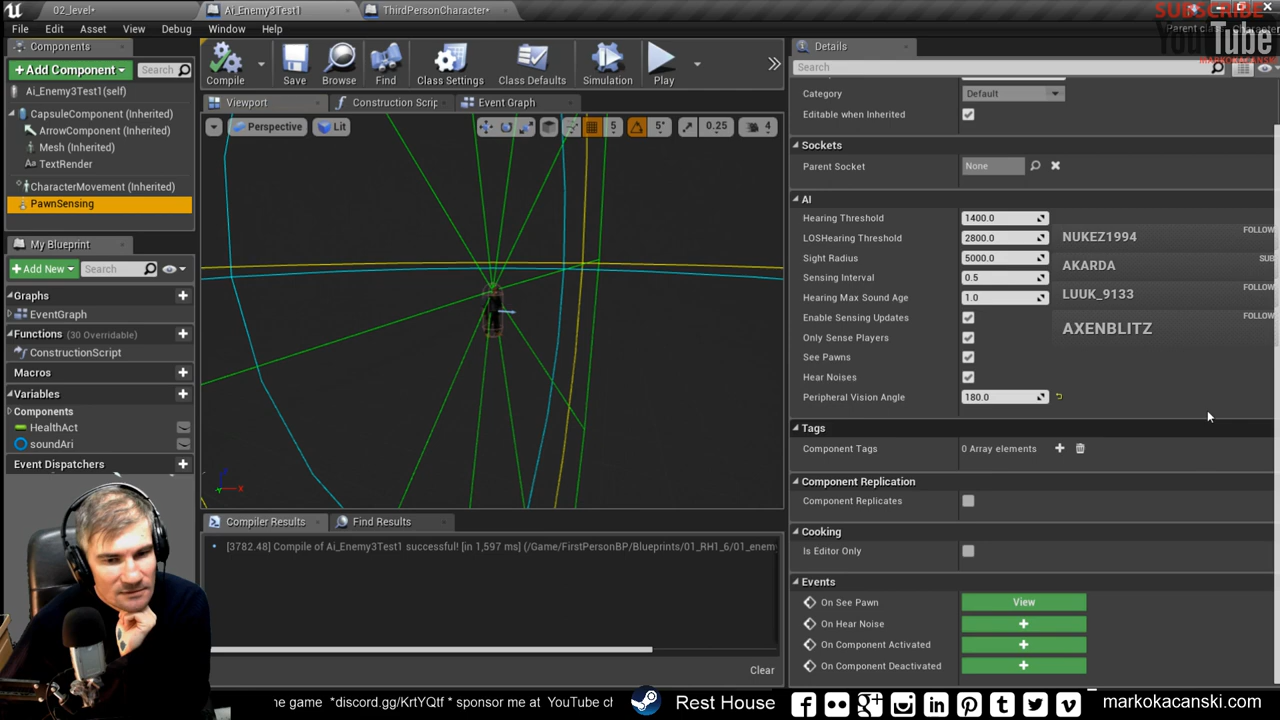 02_level•
Ai_Enemy3Test1
ThirdPersonCharacter•
SUBSCRIBE
YouTube
MARKOKACANSKI
File Edit Asset View Debug Window Help
Parent class: Character
Components
+Add Component
Search
Ai_Enemy3Test1(self)
CapsuleComponent (Inherited)
ArrowComponent (Inherited)
Mesh (Inherited)
TextRender
CharacterMovement (Inherited)
PawnSensing
My Blueprint
+Add New
Search
Graphs
EventGraph
Functions (30 Overridable)
ConstructionScript
Macros
Variables
Components
HealthAct
soundAri
Event Dispatchers
Compile Save Browse Find Class Settings Class Defaults Simulation Play
Viewport Construction Scrip Event Graph
Perspective Lit 5 5° 0.25 4
Compiler Results Find Results
[3782.48] Compile of Ai_Enemy3Test1 successful! [in 1,597 ms] (/Game/FirstPersonBP/Blueprints/01_RH1_6/01_enem
Clear
Details
Search
Category Default
Editable when Inherited
Sockets
Parent Socket None
AI
Hearing Threshold 1400.0
LOSHearing Threshold 2800.0
Sight Radius 5000.0
Sensing Interval 0.5
Hearing Max Sound Age 1.0
Enable Sensing Updates
Only Sense Players
See Pawns
Hear Noises
Peripheral Vision Angle 180.0
FOLLOW
NUKEZ1994
SUB
AKARDA
FOLLOW
LUUK_9133
FOLLOW
AXENBLITZ
Tags
Component Tags 0 Array elements
Component Replication
Component Replicates
Cooking
Is Editor Only
Events
On See Pawn View
On Hear Noise
On Component Activated
On Component Deactivated
ne game *discord.gg/KrtYQtf * sponsor me at YouTube ch
Rest House
markokacanski.com